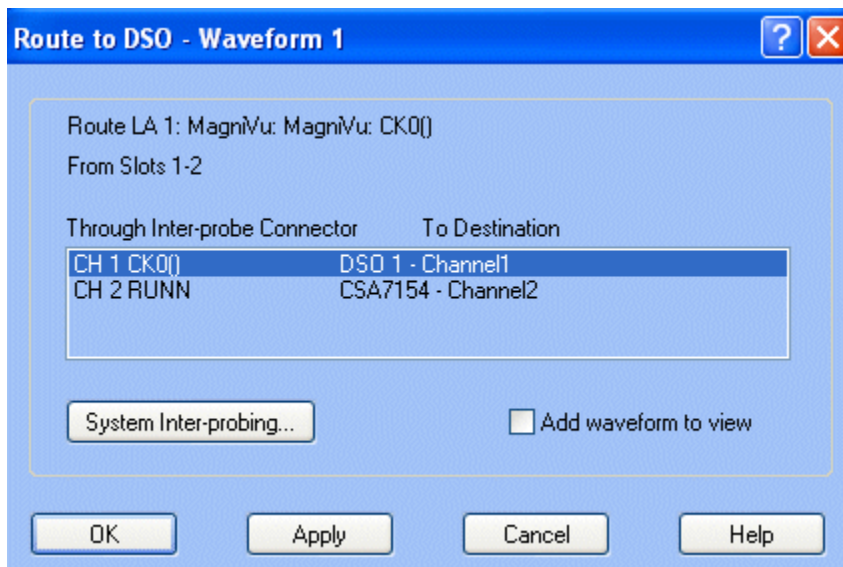 Route to DSO - Waveform 1
Route LA 1: MagniVu: MagniVu: CK0()
From Slots 1-2
Through Inter-probe Connector To Destination
CH 1 CK0() DSO 1 - Channel1
CH 2 RUNN CSA7154 - Channel2
System Inter-probing... Add waveform to view
OK Apply Cancel Help